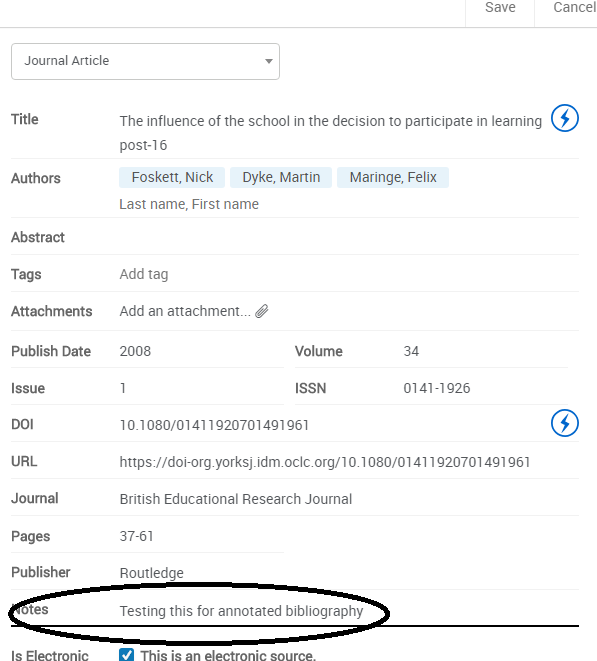 Save Cancel
Journal Article
Title The influence of the school in the decision to participate in learning
post-16
Authors Foskett, Nick Dyke, Martin Maringe, Felix
Last name, First name
Abstract
Tags Add tag
Attachments Add an attachment...
Publish Date 2008 Volume 34
Issue 1 ISSN 0141-1926
DOI 10.1080/01411920701491961
URL https://doi-org.yorksj.idm.oclc.org/10.1080/01411920701491961
Journal British Educational Research Journal
Pages 37-61
Publisher Routledge
Notes Testing this for annotated bibliography
Is Electronic This is an electronic source.